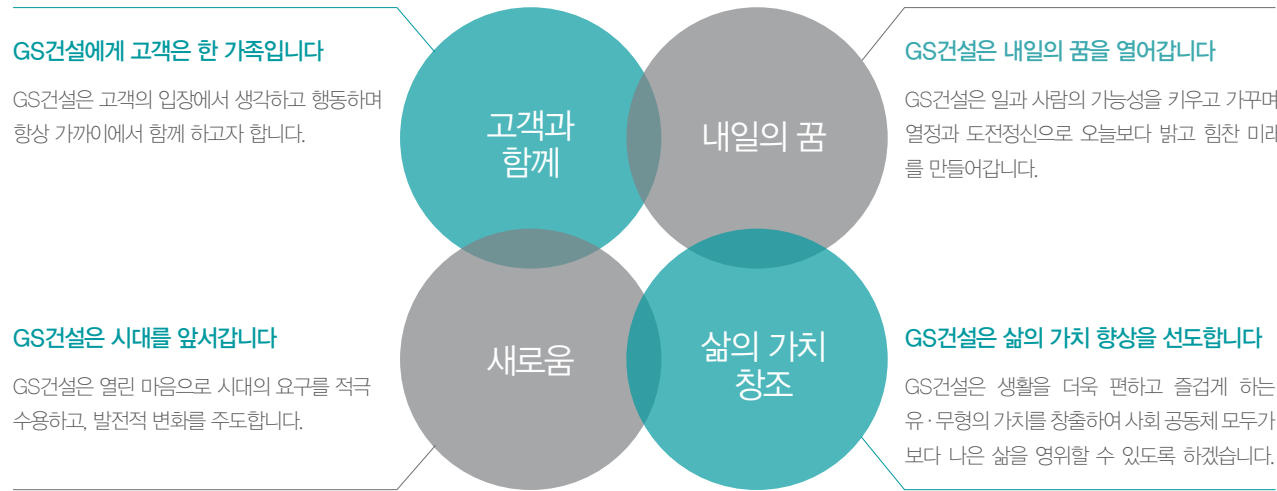 GS건설에게 고객은 한 가족입니다
GS건설은 고객의 입장에서 생각하고 행동하며
항상 가까이에서 함께 하고자 합니다.
고객과
함께
내일의 꿈
GS건설은 내일의 꿈을 열어갑니다
GS건설은 일과 사람의 가능성을 키우고 가꾸며
열정과 도전정신으로 오늘보다 밝고 힘찬 미래
를 만들어갑니다.
GS건설은 시대를 앞서갑니다
GS건설은 열린 마음으로 시대의 요구를 적극
수용하고, 발전적 변화를 주도합니다.
새로움
삶의 가치
창조
GS건설은 삶의 가치 향상을 선도합니다
GS건설은 생활을 더욱 편하고 즐겁게 하는
유·무형의 가치를 창출하여 사회 공동체 모두가
보다 나은 삶을 영위할 수 있도록 하겠습니다.